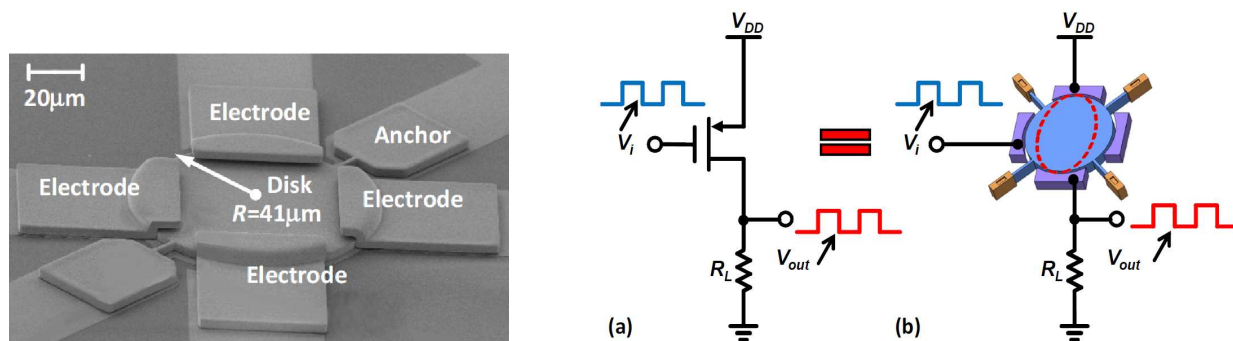 20μm
Electrode
Anchor
Electrode
Disk
R=41μm
Electrode
Electrode
V_DD
V_i
V_out
R_L
(a)
V_DD
V_i
V_out
R_L
(b)